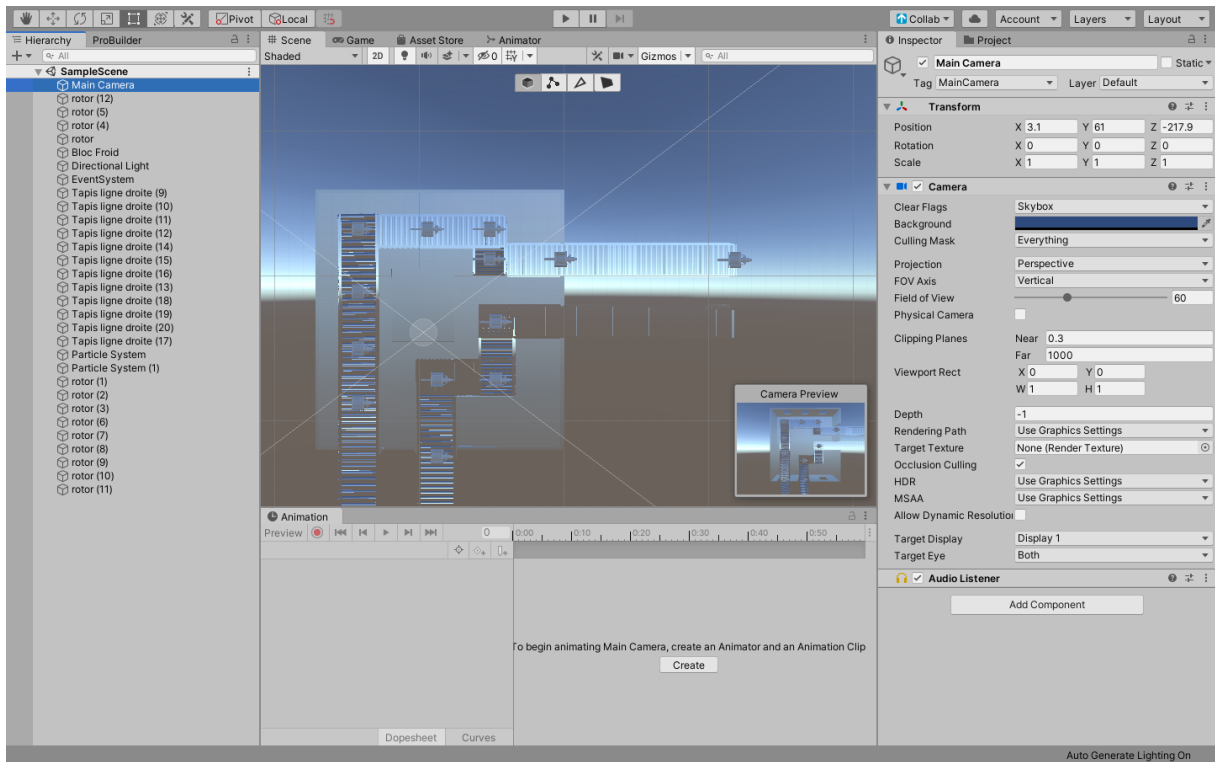 Pivot Local Collab Account Layers Layout
Hierarchy ProBuilder
All
SampleScene
Main Camera
rotor (12)
rotor (5)
rotor (4)
rotor
Bloc Froid
Directional Light
EventSystem
Tapis ligne droite (9)
Tapis ligne droite (10)
Tapis ligne droite (11)
Tapis ligne droite (12)
Tapis ligne droite (14)
Tapis ligne droite (15)
Tapis ligne droite (16)
Tapis ligne droite (13)
Tapis ligne droite (18)
Tapis ligne droite (19)
Tapis ligne droite (20)
Tapis ligne droite (17)
Particle System
Particle System (1)
rotor (1)
rotor (2)
rotor (3)
rotor (6)
rotor (7)
rotor (8)
rotor (9)
rotor (10)
rotor (11)
Scene Game Asset Store Animator
Shaded 2D 0 Gizmos All
Camera Preview
Animation
Preview 0 0:00 0:10 0:20 0:30 0:40 0:50
To begin animating Main Camera, create an Animator and an Animation Clip
Create
Dopesheet Curves
Inspector Project
Main Camera Static
Tag MainCamera Layer Default
Transform
Position X 3.1 Y 61 Z -217.9
Rotation X 0 Y 0 Z 0
Scale X 1 Y 1 Z 1
Camera
Clear Flags Skybox
Background
Culling Mask Everything
Projection Perspective
FOV Axis Vertical
Field of View 60
Physical Camera
Clipping Planes Near 0.3
Far 1000
Viewport Rect X 0 Y 0
W 1 H 1
Depth -1
Rendering Path Use Graphics Settings
Target Texture None (Render Texture)
Occlusion Culling
HDR Use Graphics Settings
MSAA Use Graphics Settings
Allow Dynamic Resolution
Target Display Display 1
Target Eye Both
Audio Listener
Add Component
Auto Generate Lighting On